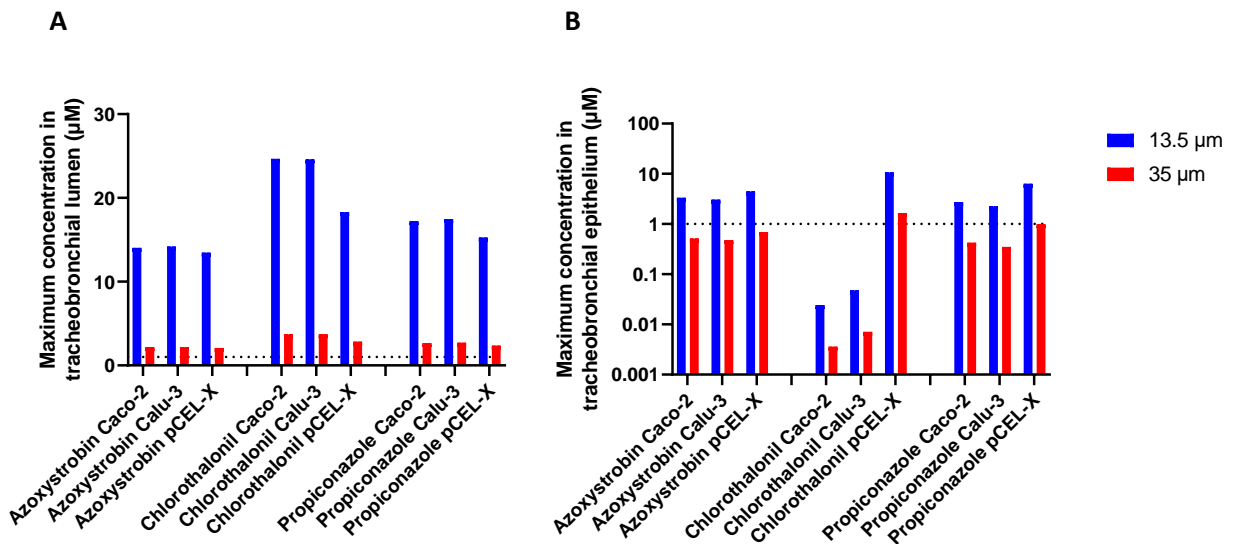 A
Maximum concentration in
tracheobronchial lumen (µM)
30
20
10
0
Azoxystrobin Caco-2
Azoxystrobin Calu-3
Azoxystrobin pCEL-X
Chlorothalonil Caco-2
Chlorothalonil Calu-3
Chlorothalonil pCEL-X
Propiconazole Caco-2
Propiconazole Calu-3
Propiconazole pCEL-X
B
Maximum concentration in
tracheobronchial epithelium (µM)
100
10
1
0.1
0.01
0.001
Azoxystrobin Caco-2
Azoxystrobin Calu-3
Azoxystrobin pCEL-X
Chlorothalonil Caco-2
Chlorothalonil Calu-3
Chlorothalonil pCEL-X
Propiconazole Caco-2
Propiconazole Calu-3
Propiconazole pCEL-X
13.5 µm
35 µm